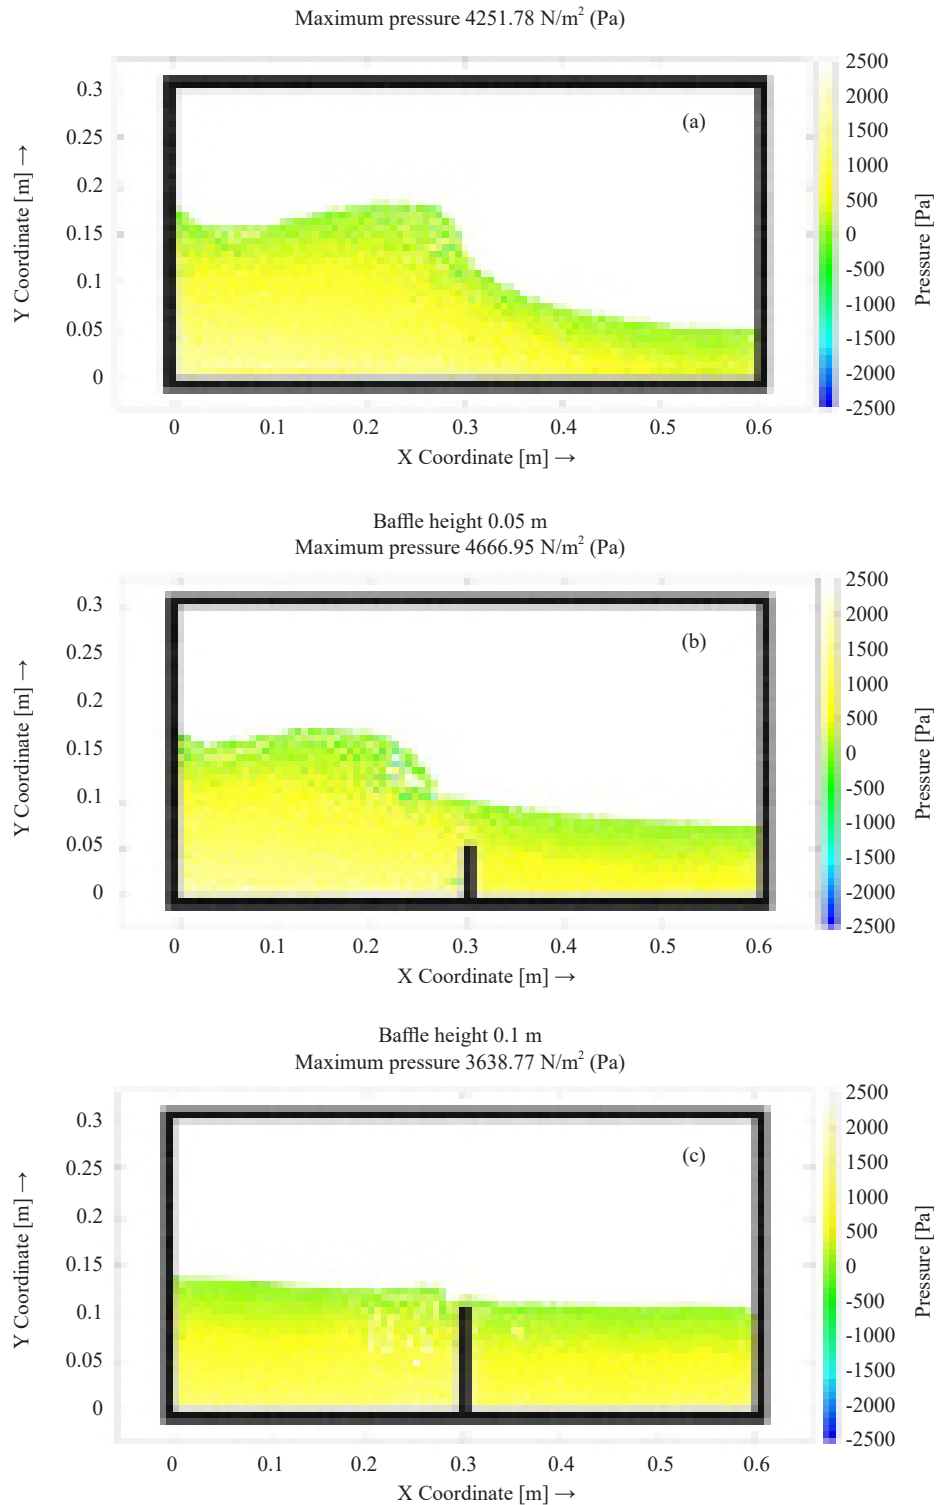 Maximum pressure 4251.78 N/m² (Pa)
(a)
Y Coordinate [m] →
0.3
0.25
0.2
0.15
0.1
0.05
0
0 0.1 0.2 0.3 0.4 0.5 0.6
X Coordinate [m] →
2500
2000
1500
1000
500
0
-500
-1000
-1500
-2000
-2500
Pressure [Pa]
Baffle height 0.05 m
Maximum pressure 4666.95 N/m² (Pa)
(b)
Y Coordinate [m] →
0.3
0.25
0.2
0.15
0.1
0.05
0
0 0.1 0.2 0.3 0.4 0.5 0.6
X Coordinate [m] →
2500
2000
1500
1000
500
0
-500
-1000
-1500
-2000
-2500
Pressure [Pa]
Baffle height 0.1 m
Maximum pressure 3638.77 N/m² (Pa)
(c)
Y Coordinate [m] →
0.3
0.25
0.2
0.15
0.1
0.05
0
0 0.1 0.2 0.3 0.4 0.5 0.6
X Coordinate [m] →
2500
2000
1500
1000
500
0
-500
-1000
-1500
-2000
-2500
Pressure [Pa]